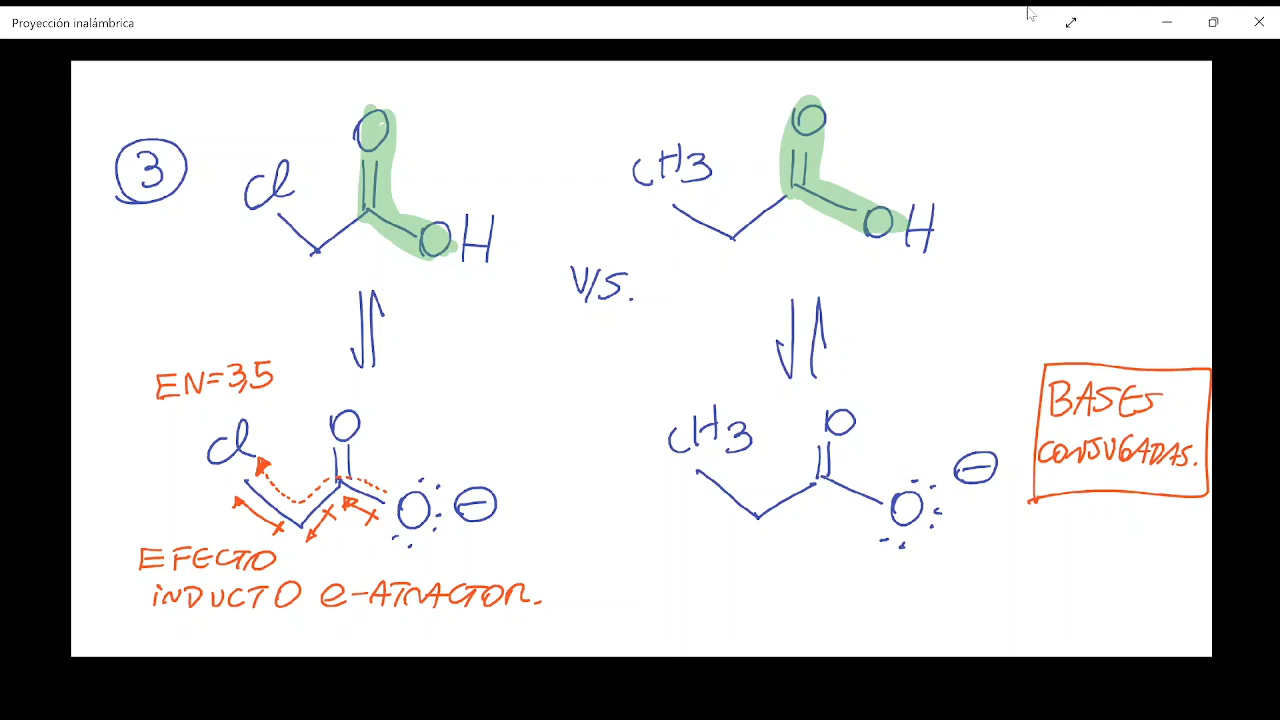 Proyección inalámbrica
3
O
Cl
OH
CH3
O
OH
V/S.
EN=3,5
Cl
O
O ⊖
CH3
O
O ⊖
BASES
CONJUGADAS.
EFECTO
INDUCTO e-ATRACTOR.